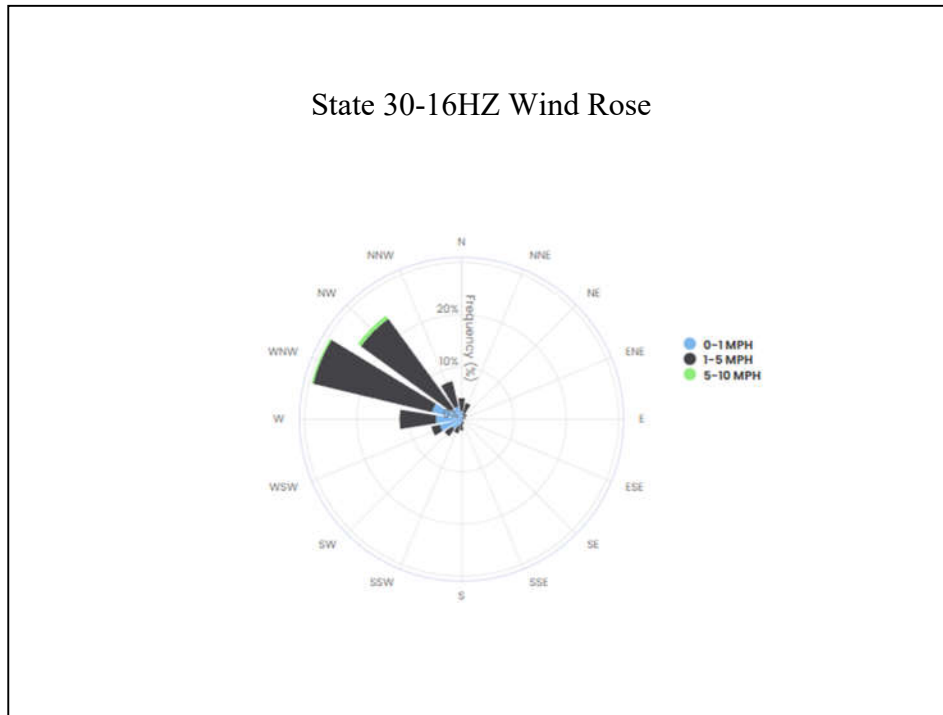 State 30-16HZ Wind Rose
N
NNW
NNE
NW
NE
Frequency (%)
20%
WNW
ENE
0-1 MPH
1-5 MPH
10%
5-10 MPH
W
E
WSW
ESE
SW
SE
SSW
SSE
S